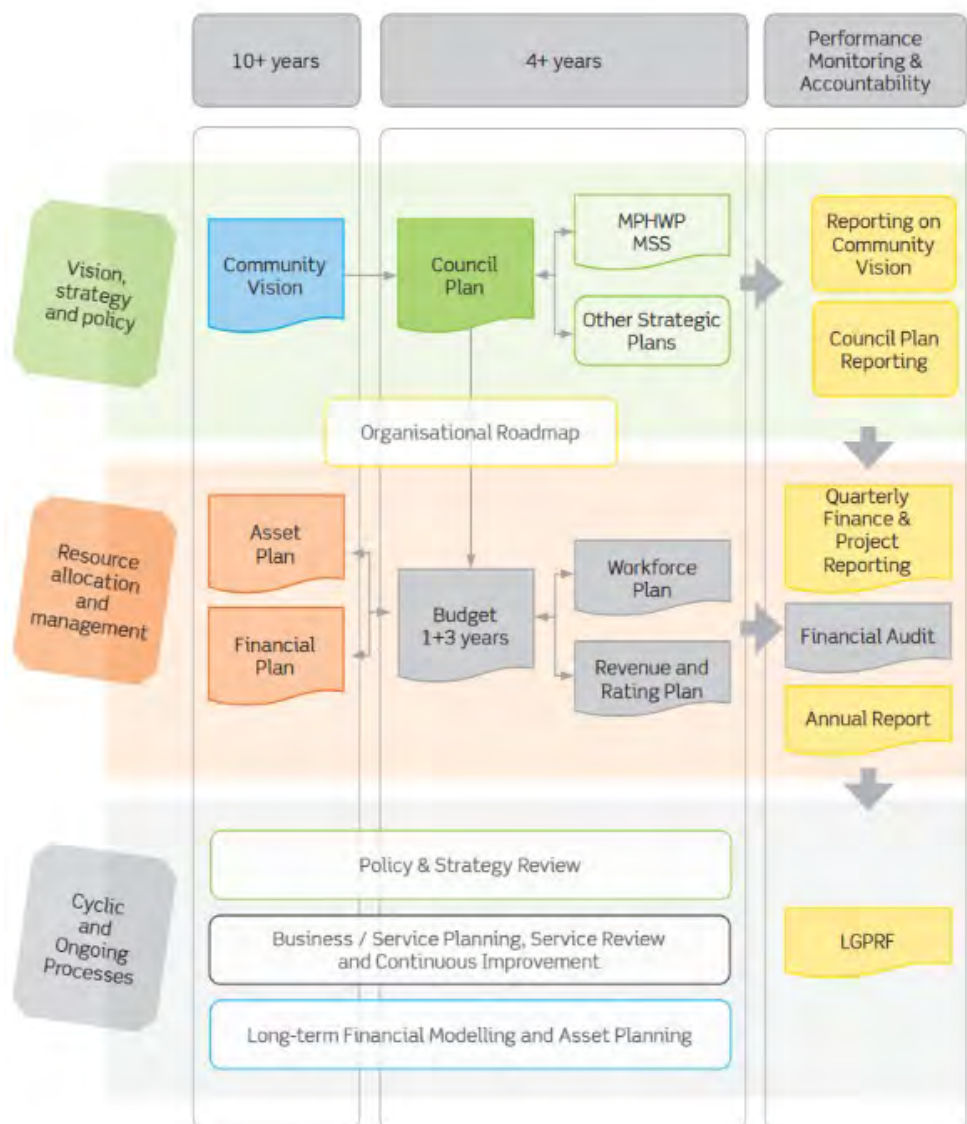 10+ years
4+ years
Performance
Monitoring &
Accountability
Vision,
strategy
and policy
Community
Vision
Council
Plan
MPHWP
MSS
Other Strategic
Plans
Reporting on
Community
Vision
Council Plan
Reporting
Organisational Roadmap
Resource
allocation
and
management
Asset
Plan
Financial
Plan
Budget
1+3 years
Workforce
Plan
Revenue and
Rating Plan
Quarterly
Finance &
Project
Reporting
Financial Audit
Annual Report
Cyclic
and
Ongoing
Processes
Policy & Strategy Review
Business / Service Planning, Service Review
and Continuous Improvement
Long-term Financial Modelling and Asset Planning
LGPRF